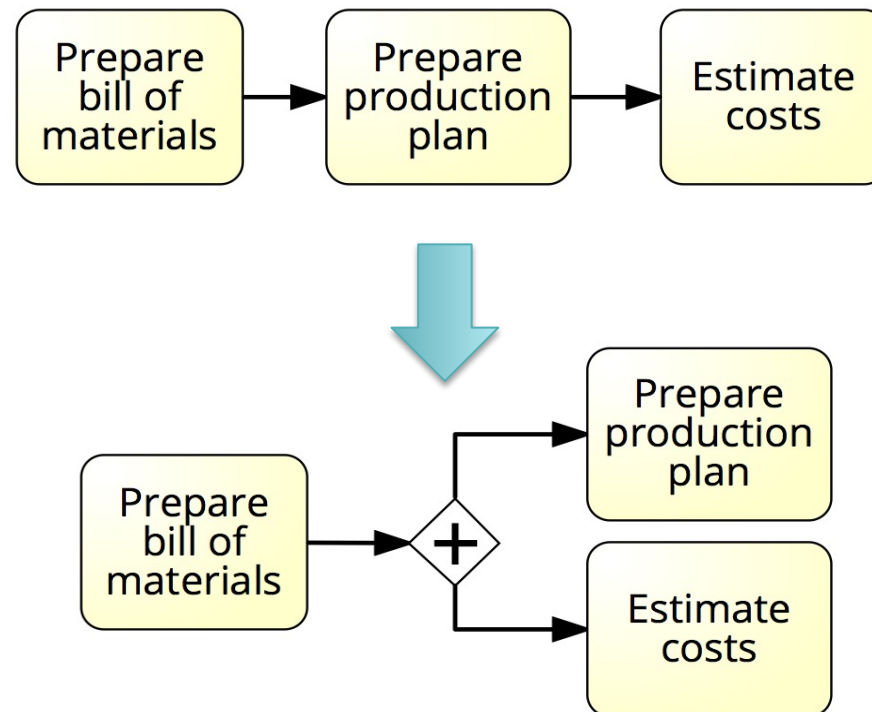 Prepare
bill of
materials
Prepare
production
plan
Estimate
costs
Prepare
production
plan
Prepare
bill of
materials
Estimate
costs